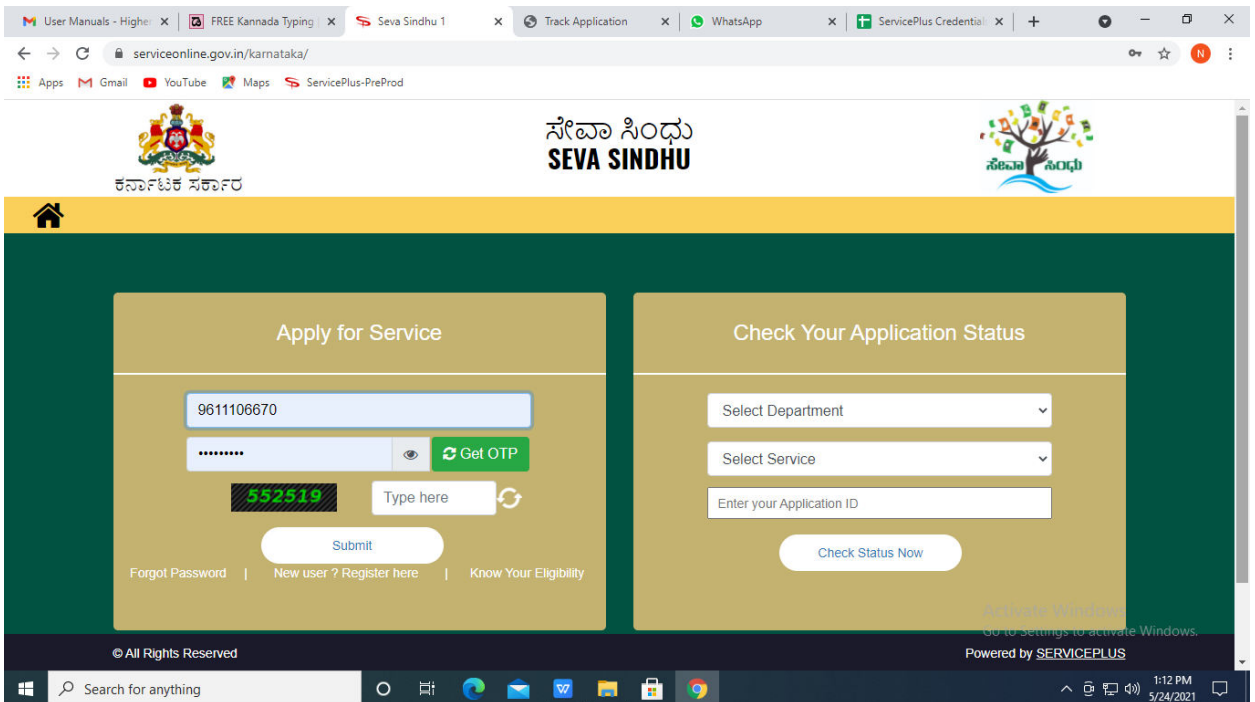 User Manuals - Higher
FREE Kannada Typing
Seva Sindhu 1
Track Application
WhatsApp
ServicePlus Credential
serviceonline.gov.in/karnataka/
N
Apps
Gmail
YouTube
Maps
ServicePlus-PreProd
ಕರ್ನಾಟಕ ಸರ್ಕಾರ
ಸೇವಾ ಸಿಂಧು
SEVA SINDHU
ಸೇವಾ ಸಿಂಧು
Apply for Service
9611106670
•••••••••
Get OTP
552519
Type here
Submit
Forgot Password | New user ? Register here | Know Your Eligibility
Check Your Application Status
Select Department
Select Service
Enter your Application ID
Check Status Now
Activate Windows
Go to Settings to activate Windows.
© All Rights Reserved
Powered by SERVICEPLUS
Search for anything
1:12 PM
5/24/2021